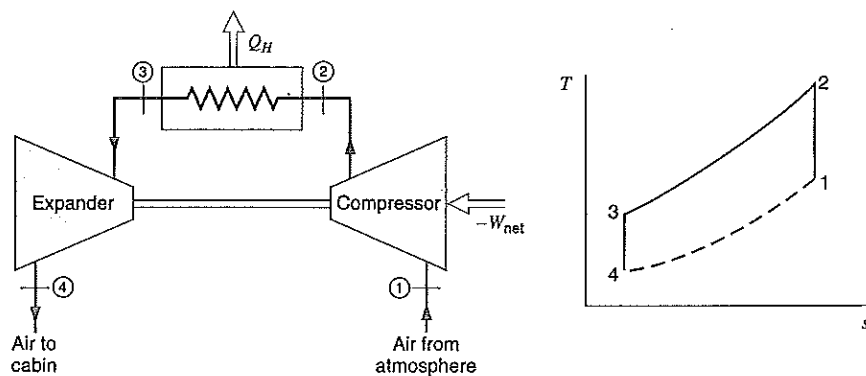 Q_H
③
②
Expander
Compressor
−W_net
④
①
Air to
cabin
Air from
atmosphere
T
2
1
3
4
s